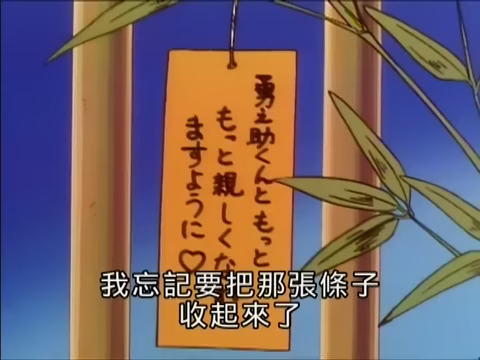 勇之助くんともっと
もっと親しくな
ますように♡
我忘記要把那張條子
收起來了